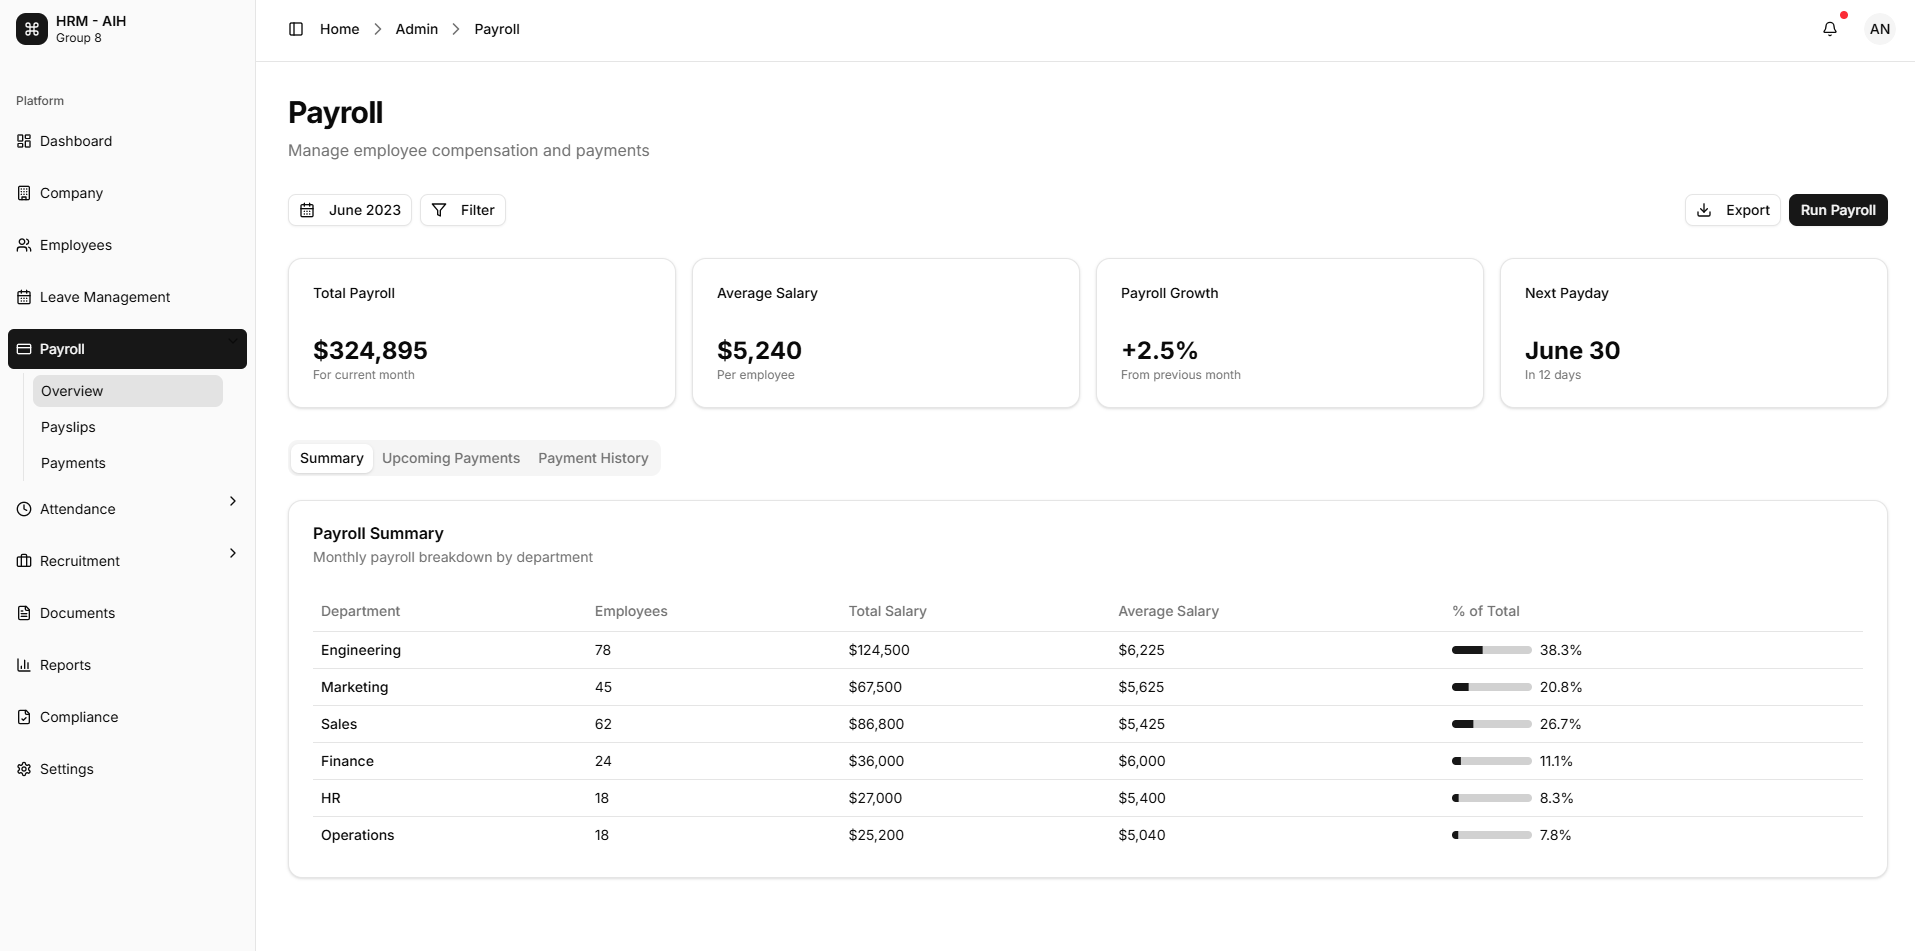 HRM - AIH
Group 8
Platform
Dashboard
Company
Employees
Leave Management
Payroll
Overview
Payslips
Payments
Attendance
Recruitment
Documents
Reports
Compliance
Settings
Home > Admin > Payroll
AN
Payroll
Manage employee compensation and payments
June 2023 Filter Export Run Payroll
Total Payroll
$324,895
For current month
Average Salary
$5,240
Per employee
Payroll Growth
+2.5%
From previous month
Next Payday
June 30
In 12 days
Summary Upcoming Payments Payment History
Payroll Summary
Monthly payroll breakdown by department
Department Employees Total Salary Average Salary % of Total
Engineering 78 $124,500 $6,225 38.3%
Marketing 45 $67,500 $5,625 20.8%
Sales 62 $86,800 $5,425 26.7%
Finance 24 $36,000 $6,000 11.1%
HR 18 $27,000 $5,400 8.3%
Operations 18 $25,200 $5,040 7.8%